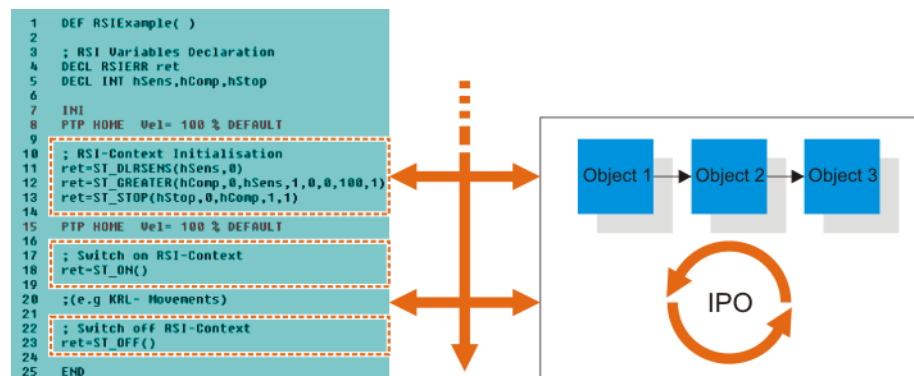 1 DEF RSIExample( )
2
3 ; RSI Variables Declaration
4 DECL RSIERR ret
5 DECL INT hSens,hComp,hStop
6
7 INI
8 PTP HOME Vel= 100 % DEFAULT
9
10 ; RSI-Context Initialisation
11 ret=ST_DLRSENS(hSens,0)
12 ret=ST_GREATER(hComp,0,hSens,1,0,0,100,1)
13 ret=ST_STOP(hStop,0,hComp,1,1)
14
15 PTP HOME Vel= 100 % DEFAULT
16
17 ; Switch on RSI-Context
18 ret=ST_ON()
19
20 ;(e.g KRL- Movements)
21
22 ; Switch off RSI-Context
23 ret=ST_OFF()
24
25 END
Object 1
Object 2
Object 3
IPO